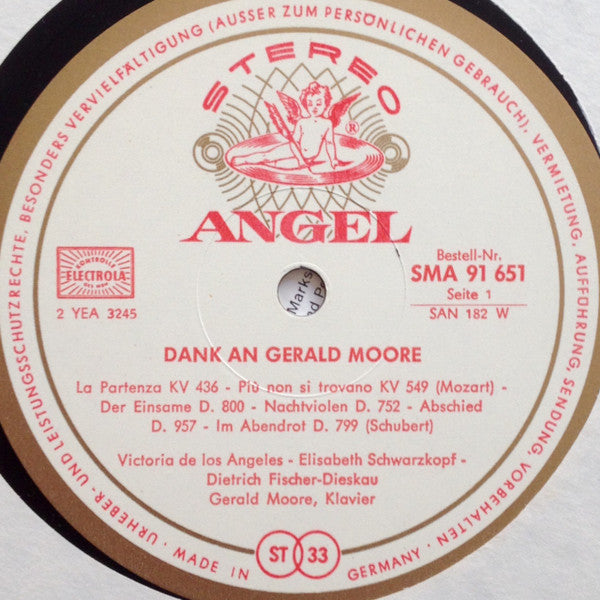 URHEBER- UND LEISTUNGSSCHUTZRECHTE, BESONDERS VERVIELFÄLTIGUNG (AUSSER ZUM PERSÖNLICHEN GEBRAUCH), VERMIETUNG, AUFFÜHRUNG, SENDUNG, VORBEHALTEN ·
STEREO
®
ANGEL
KONTROLLE
ELECTROLA
2 YEA 3245
Bestell-Nr.
SMA 91 651
Seite 1
SAN 182 W
Marks
DANK AN GERALD MOORE
La Partenza KV 436 - Più non si trovano KV 549 (Mozart) -
Der Einsame D. 800 - Nachtviolen D. 752 - Abschied
D. 957 - Im Abendrot D. 799 (Schubert)
Victoria de los Angeles - Elisabeth Schwarzkopf -
Dietrich Fischer-Dieskau
Gerald Moore, Klavier
MADE IN GERMANY ·
ST 33